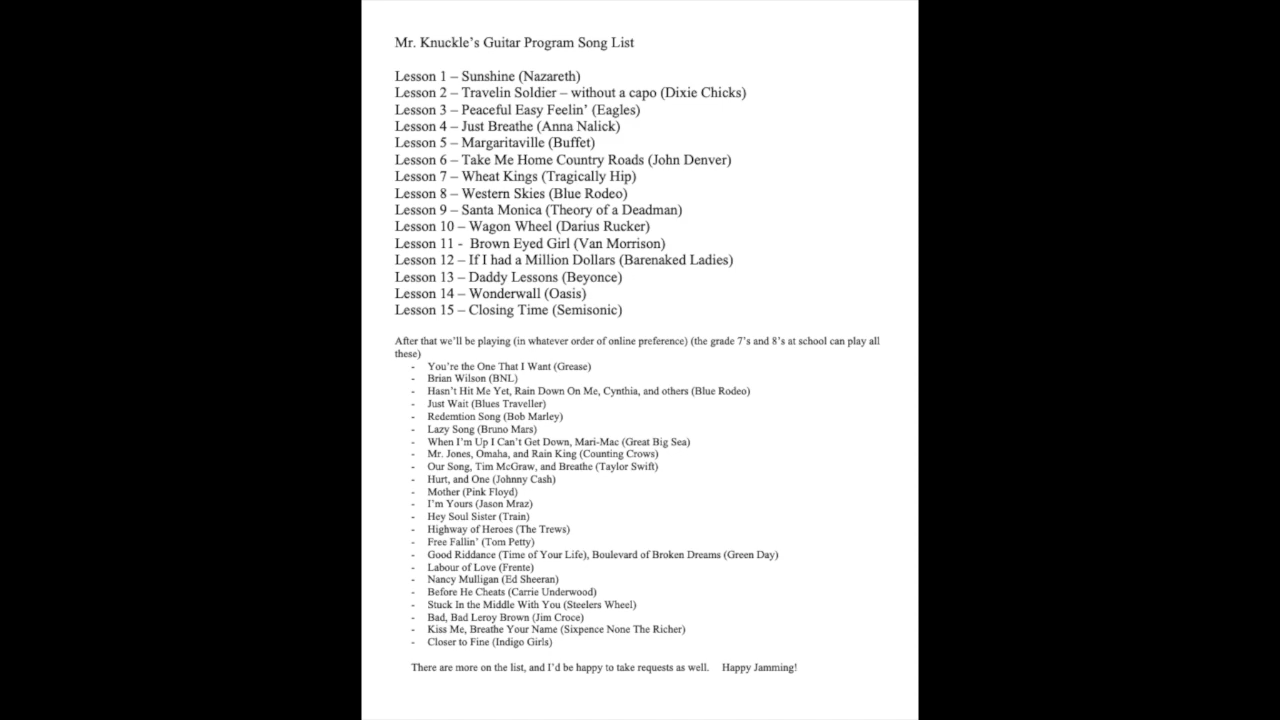 Mr. Knuckle's Guitar Program Song List
Lesson 1 – Sunshine (Nazareth)
Lesson 2 – Travelin Soldier – without a capo (Dixie Chicks)
Lesson 3 – Peaceful Easy Feelin' (Eagles)
Lesson 4 – Just Breathe (Anna Nalick)
Lesson 5 – Margaritaville (Buffet)
Lesson 6 – Take Me Home Country Roads (John Denver)
Lesson 7 – Wheat Kings (Tragically Hip)
Lesson 8 – Western Skies (Blue Rodeo)
Lesson 9 – Santa Monica (Theory of a Deadman)
Lesson 10 – Wagon Wheel (Darius Rucker)
Lesson 11 - Brown Eyed Girl (Van Morrison)
Lesson 12 – If I had a Million Dollars (Barenaked Ladies)
Lesson 13 – Daddy Lessons (Beyonce)
Lesson 14 – Wonderwall (Oasis)
Lesson 15 – Closing Time (Semisonic)
After that we'll be playing (in whatever order of online preference) (the grade 7's and 8's at school can play all
these)
- You're the One That I Want (Grease)
- Brian Wilson (BNL)
- Hasn't Hit Me Yet, Rain Down On Me, Cynthia, and others (Blue Rodeo)
- Just Wait (Blues Traveller)
- Redemtion Song (Bob Marley)
- Lazy Song (Bruno Mars)
- When I'm Up I Can't Get Down, Mari-Mac (Great Big Sea)
- Mr. Jones, Omaha, and Rain King (Counting Crows)
- Our Song, Tim McGraw, and Breathe (Taylor Swift)
- Hurt, and One (Johnny Cash)
- Mother (Pink Floyd)
- I'm Yours (Jason Mraz)
- Hey Soul Sister (Train)
- Highway of Heroes (The Trews)
- Free Fallin' (Tom Petty)
- Good Riddance (Time of Your Life), Boulevard of Broken Dreams (Green Day)
- Labour of Love (Frente)
- Nancy Mulligan (Ed Sheeran)
- Before He Cheats (Carrie Underwood)
- Stuck In the Middle With You (Steelers Wheel)
- Bad, Bad Leroy Brown (Jim Croce)
- Kiss Me, Breathe Your Name (Sixpence None The Richer)
- Closer to Fine (Indigo Girls)
There are more on the list, and I'd be happy to take requests as well. Happy Jamming!